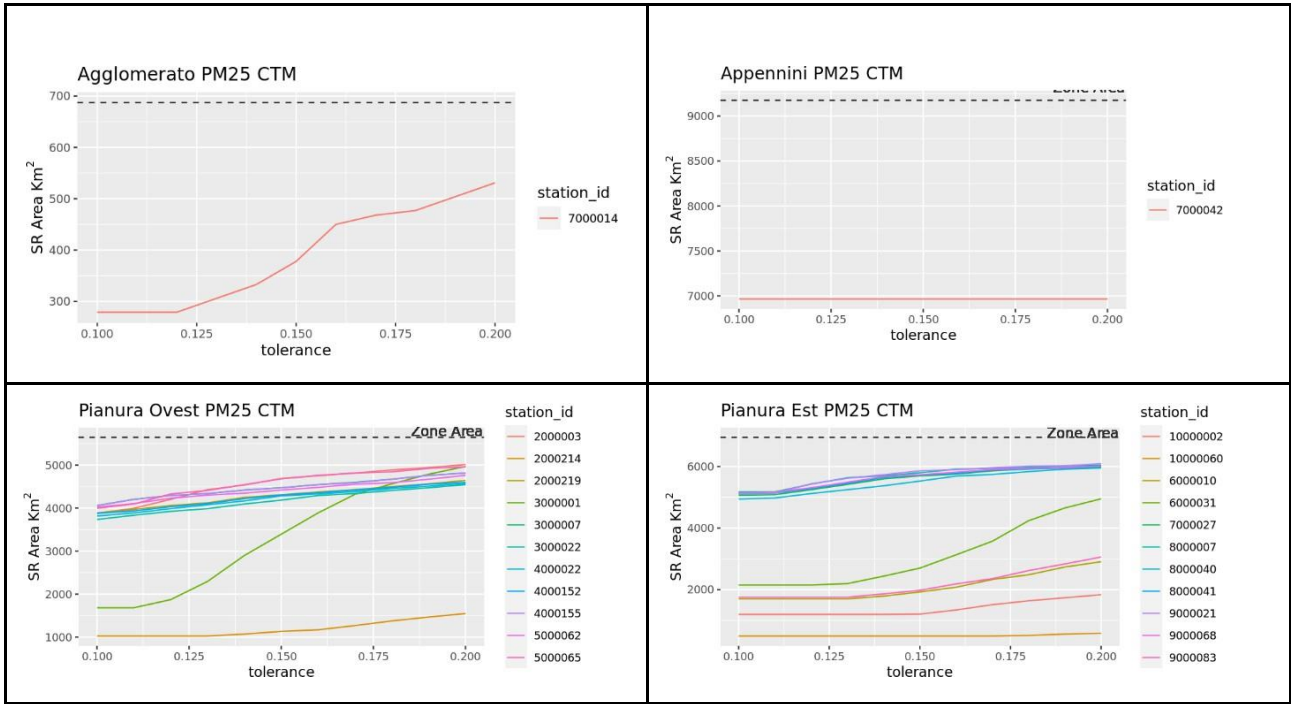 Agglomerato PM25 CTM
700
600
500
400
300
SR Area Km²
0.100 0.125 0.150 0.175 0.200
tolerance
station_id
7000014
Appennini PM25 CTM
Zone Area
9000
8500
8000
7500
7000
SR Area Km²
0.100 0.125 0.150 0.175 0.200
tolerance
station_id
7000042
Pianura Ovest PM25 CTM
Zone Area
5000
4000
3000
2000
1000
SR Area Km²
0.100 0.125 0.150 0.175 0.200
tolerance
station_id
2000003
2000214
2000219
3000001
3000007
3000022
4000022
4000152
4000155
5000062
5000065
Pianura Est PM25 CTM
Zone Area
6000
4000
2000
SR Area Km²
0.100 0.125 0.150 0.175 0.200
tolerance
station_id
10000002
10000060
6000010
6000031
7000027
8000007
8000040
8000041
9000021
9000068
9000083